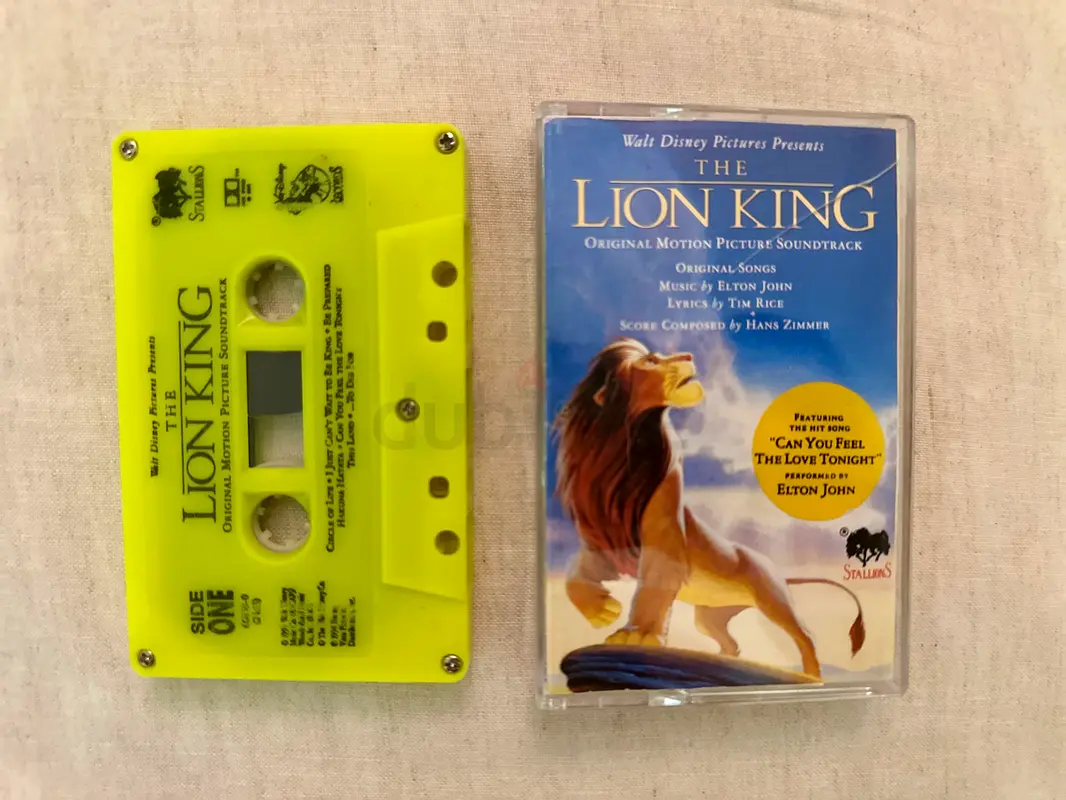 Walt Disney Pictures Presents
THE
LION KING
ORIGINAL MOTION PICTURE SOUNDTRACK
CIRCLE OF LIFE • I JUST CAN'T WAIT TO BE KING • BE PREPARED
HAKUNA MATATA • CAN YOU FEEL THE LOVE TONIGHT
THIS LAND • ...TO DIE FOR
STALLIONS
SIDE
ONE
Walt Disney Pictures Presents
THE
LION KING
ORIGINAL MOTION PICTURE SOUNDTRACK
ORIGINAL SONGS
MUSIC by ELTON JOHN
LYRICS by TIM RICE
SCORE COMPOSED by HANS ZIMMER
FEATURING
THE HIT SONG
"CAN YOU FEEL
THE LOVE TONIGHT"
PERFORMED BY
ELTON JOHN
®
STALLIONS